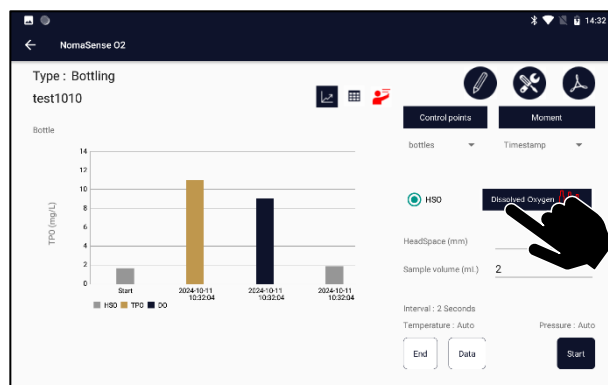 14:32
NomaSense O2
Type : Bottling
test1010
Control points
Moment
Bottle
bottles
Timestamp
14
12
10
8
6
4
2
0
TPO (mg/L)
HSO
Dissolved Oxygen
HeadSpace (mm)
Sample volume (mL)
2
Start
2024-10-11
10:32:04
2024-10-11
10:32:04
2024-10-11
10:32:04
HSO
TPO
DO
Interval : 2 Seconds
Temperature : Auto
Pressure : Auto
End
Data
Start